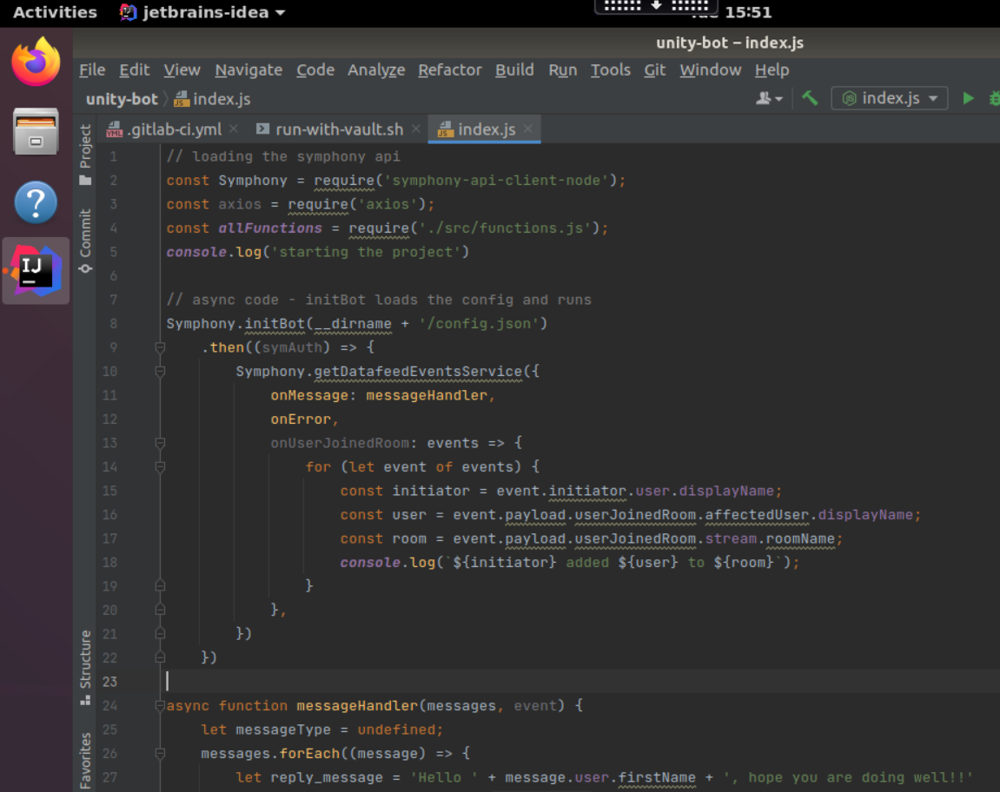 Activities jetbrains-idea 15:51
unity-bot – index.js
File Edit View Navigate Code Analyze Refactor Build Run Tools Git Window Help
unity-bot index.js index.js
.gitlab-ci.yml run-with-vault.sh index.js
Project
Commit
Structure
Favorites
1 // loading the symphony api
2 const Symphony = require('symphony-api-client-node');
3 const axios = require('axios');
4 const allFunctions = require('./src/functions.js');
5 console.log('starting the project')
6
7 // async code - initBot loads the config and runs
8 Symphony.initBot(__dirname + '/config.json')
9 .then((symAuth) => {
10 Symphony.getDatafeedEventsService({
11 onMessage: messageHandler,
12 onError,
13 onUserJoinedRoom: events => {
14 for (let event of events) {
15 const initiator = event.initiator.user.displayName;
16 const user = event.payload.userJoinedRoom.affectedUser.displayName;
17 const room = event.payload.userJoinedRoom.stream.roomName;
18 console.log(`${initiator} added ${user} to ${room}`);
19 }
20 },
21 })
22 })
23
24 async function messageHandler(messages, event) {
25 let messageType = undefined;
26 messages.forEach((message) => {
27 let reply_message = 'Hello ' + message.user.firstName + ', hope you are doing well!!'